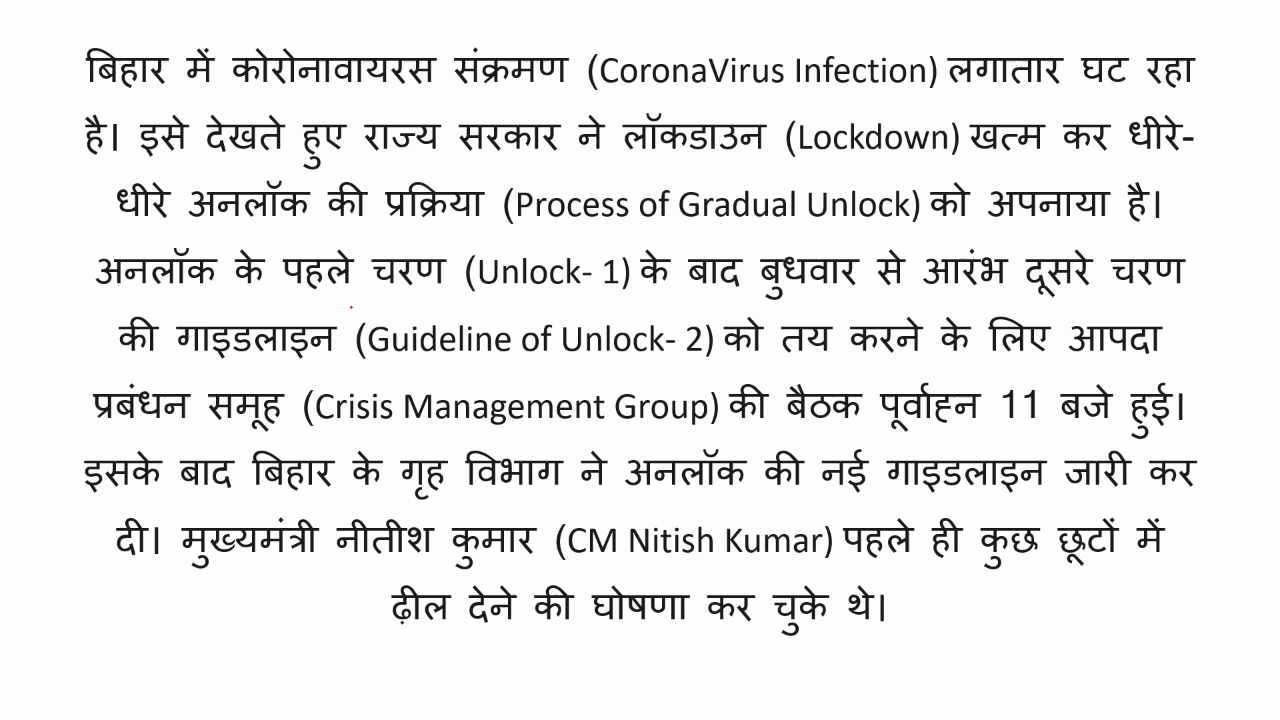 बिहार में कोरोनावायरस संक्रमण (CoronaVirus Infection) लगातार घट रहा
है। इसे देखते हुए राज्य सरकार ने लॉकडाउन (Lockdown) खत्म कर धीरे-
धीरे अनलॉक की प्रक्रिया (Process of Gradual Unlock) को अपनाया है।
अनलॉक के पहले चरण (Unlock- 1) के बाद बुधवार से आरंभ दूसरे चरण
की गाइडलाइन (Guideline of Unlock- 2) को तय करने के लिए आपदा
प्रबंधन समूह (Crisis Management Group) की बैठक पूर्वाह्न 11 बजे हुई।
इसके बाद बिहार के गृह विभाग ने अनलॉक की नई गाइडलाइन जारी कर
दी। मुख्यमंत्री नीतीश कुमार (CM Nitish Kumar) पहले ही कुछ छूटों में
ढ़ील देने की घोषणा कर चुके थे।